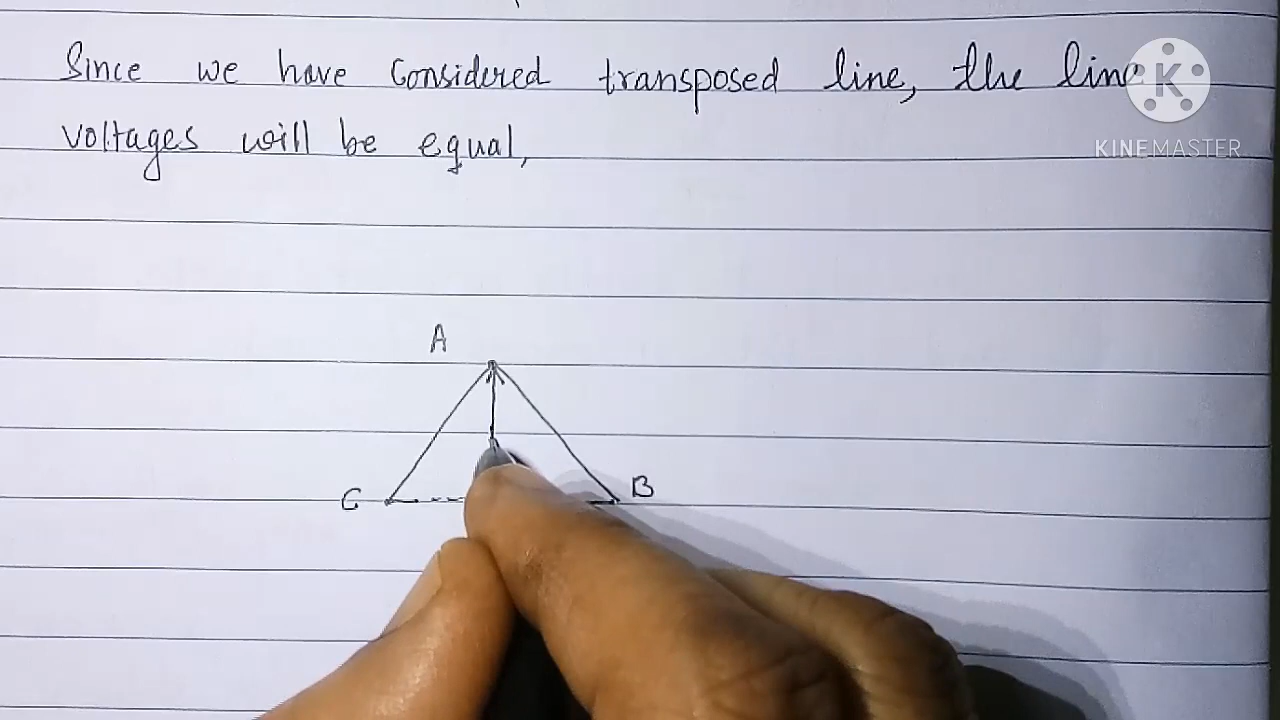 Since we have considered transposed line, the line
voltages will be equal,
K
KINEMASTER
A
C
B